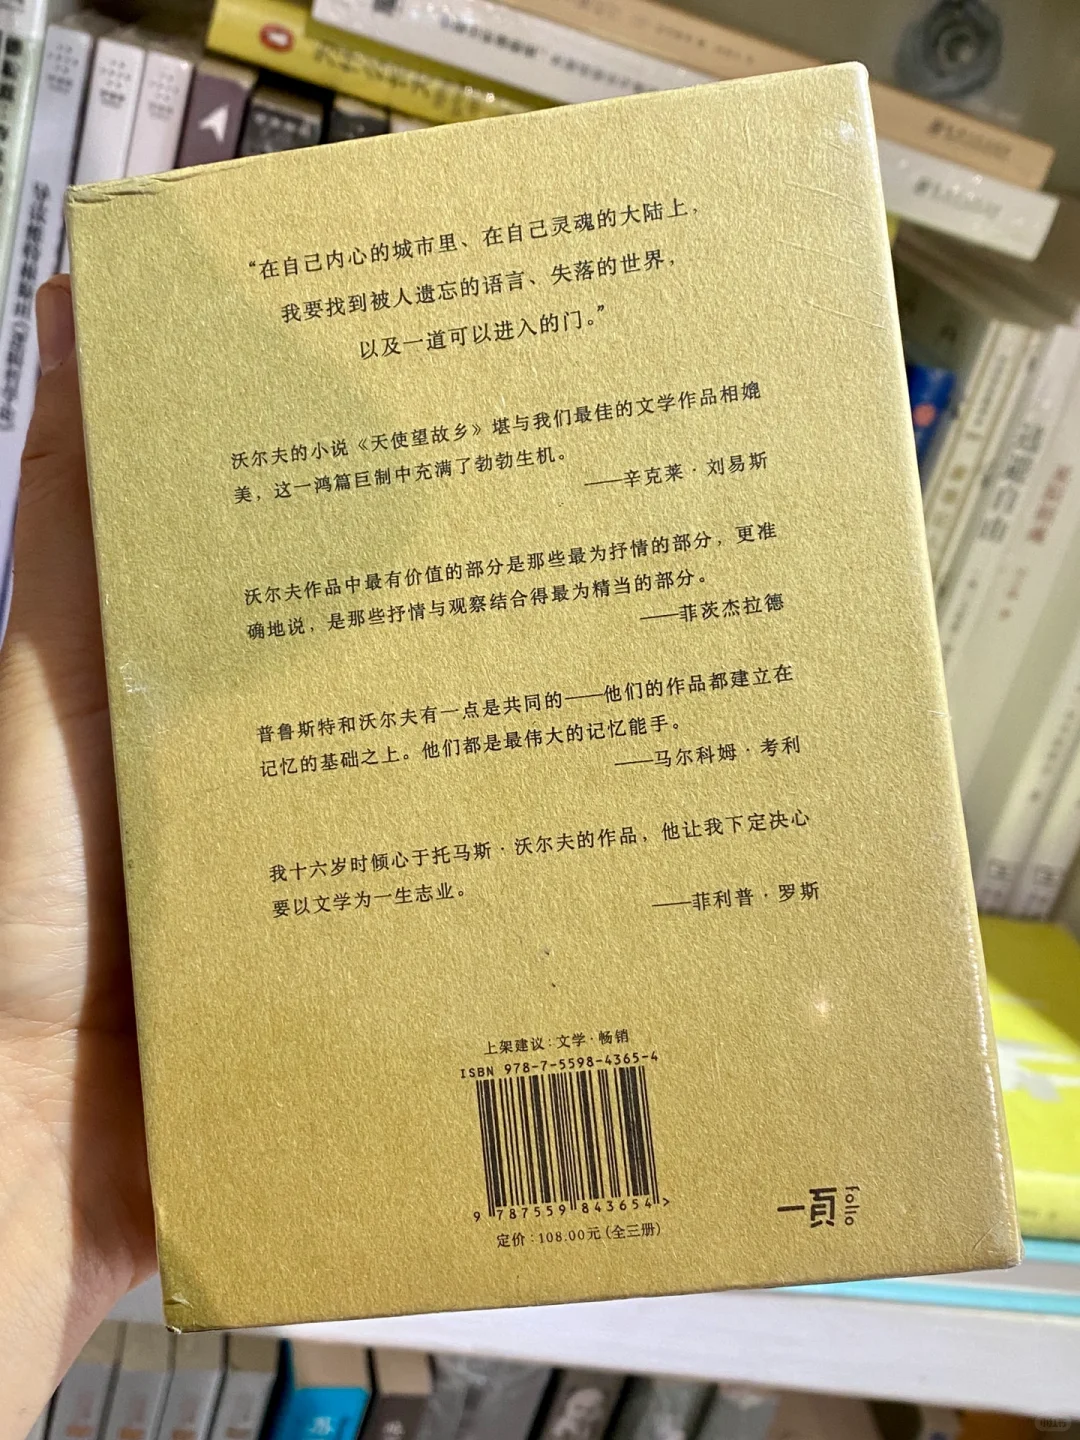 “在自己内心的城市里、在自己灵魂的大陆上，
我要找到被人遗忘的语言、失落的世界，
以及一道可以进入的门。”
沃尔夫的小说《天使望故乡》堪与我们最佳的文学作品相媲
美，这一鸿篇巨制中充满了勃勃生机。
——辛克莱·刘易斯
沃尔夫作品中最有价值的部分是那些最为抒情的部分，更准
确地说，是那些抒情与观察结合得最为精当的部分。
——菲茨杰拉德
普鲁斯特和沃尔夫有一点是共同的——他们的作品都建立在
记忆的基础之上。他们都是最伟大的记忆能手。
——马尔科姆·考利
我十六岁时倾心于托马斯·沃尔夫的作品，他让我下定决心
要以文学为一生志业。
——菲利普·罗斯
上架建议：文学·畅销
ISBN 978-7-5598-4365-4
9 787559 843654 >
定价：108.00元（全三册）
一頁 folio